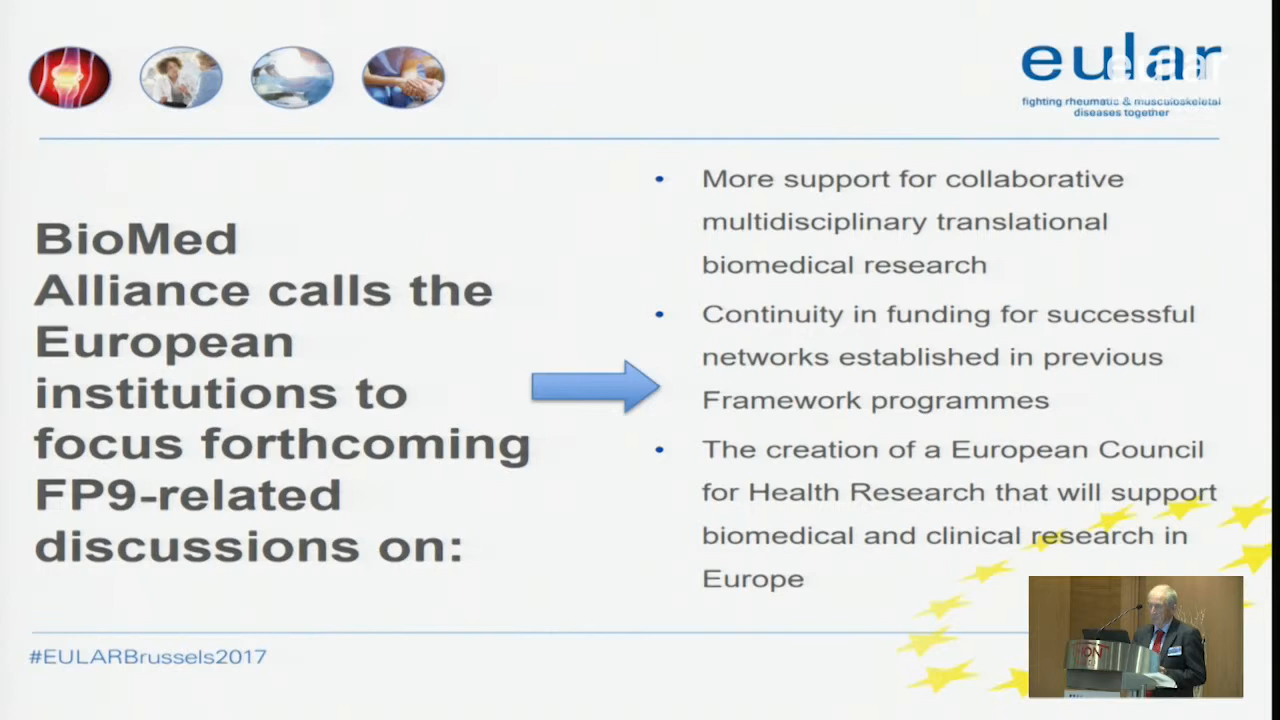 eular
eular
fighting rheumatic & musculoskeletal
diseases together
BioMed
Alliance calls the
European
institutions to
focus forthcoming
FP9-related
discussions on:
• More support for collaborative
multidisciplinary translational
biomedical research
• Continuity in funding for successful
networks established in previous
Framework programmes
• The creation of a European Council
for Health Research that will support
biomedical and clinical research in
Europe
#EULARBrussels2017